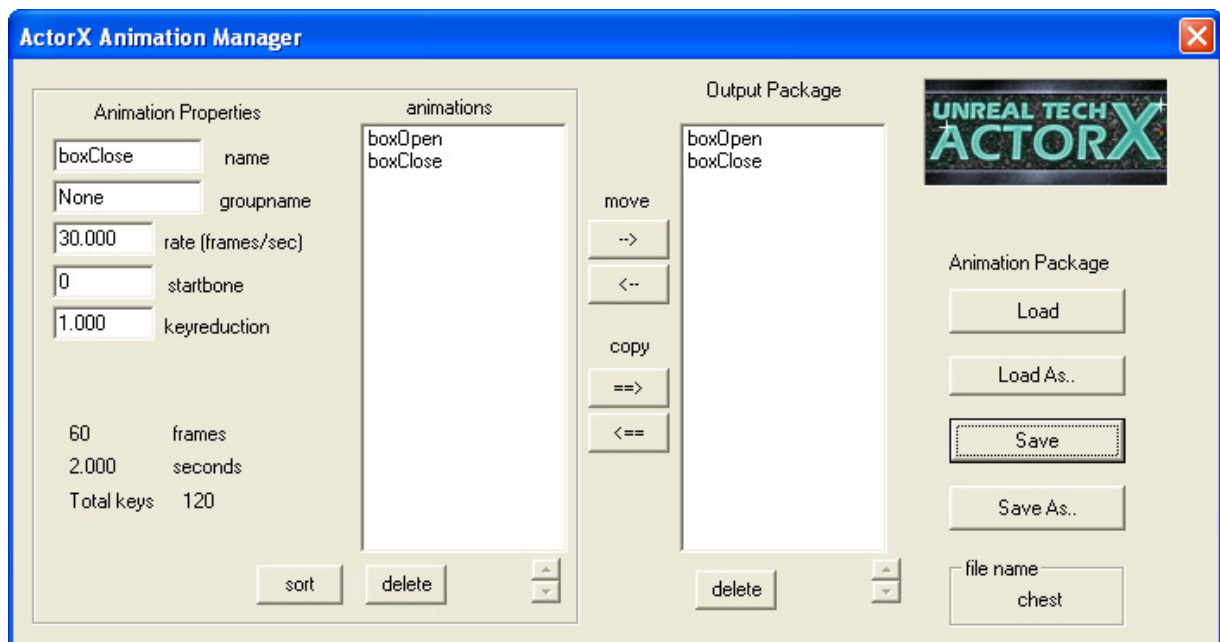 ActorX Animation Manager
Animation Properties
boxClose name
None groupname
30.000 rate (frames/sec)
0 startbone
1.000 keyreduction
60 frames
2.000 seconds
Total keys 120
sort
animations
boxOpen
boxClose
delete
move
-->
<--
copy
==>
<==
Output Package
boxOpen
boxClose
delete
UNREAL TECH
ACTORX
Animation Package
Load
Load As..
Save
Save As..
file name
chest